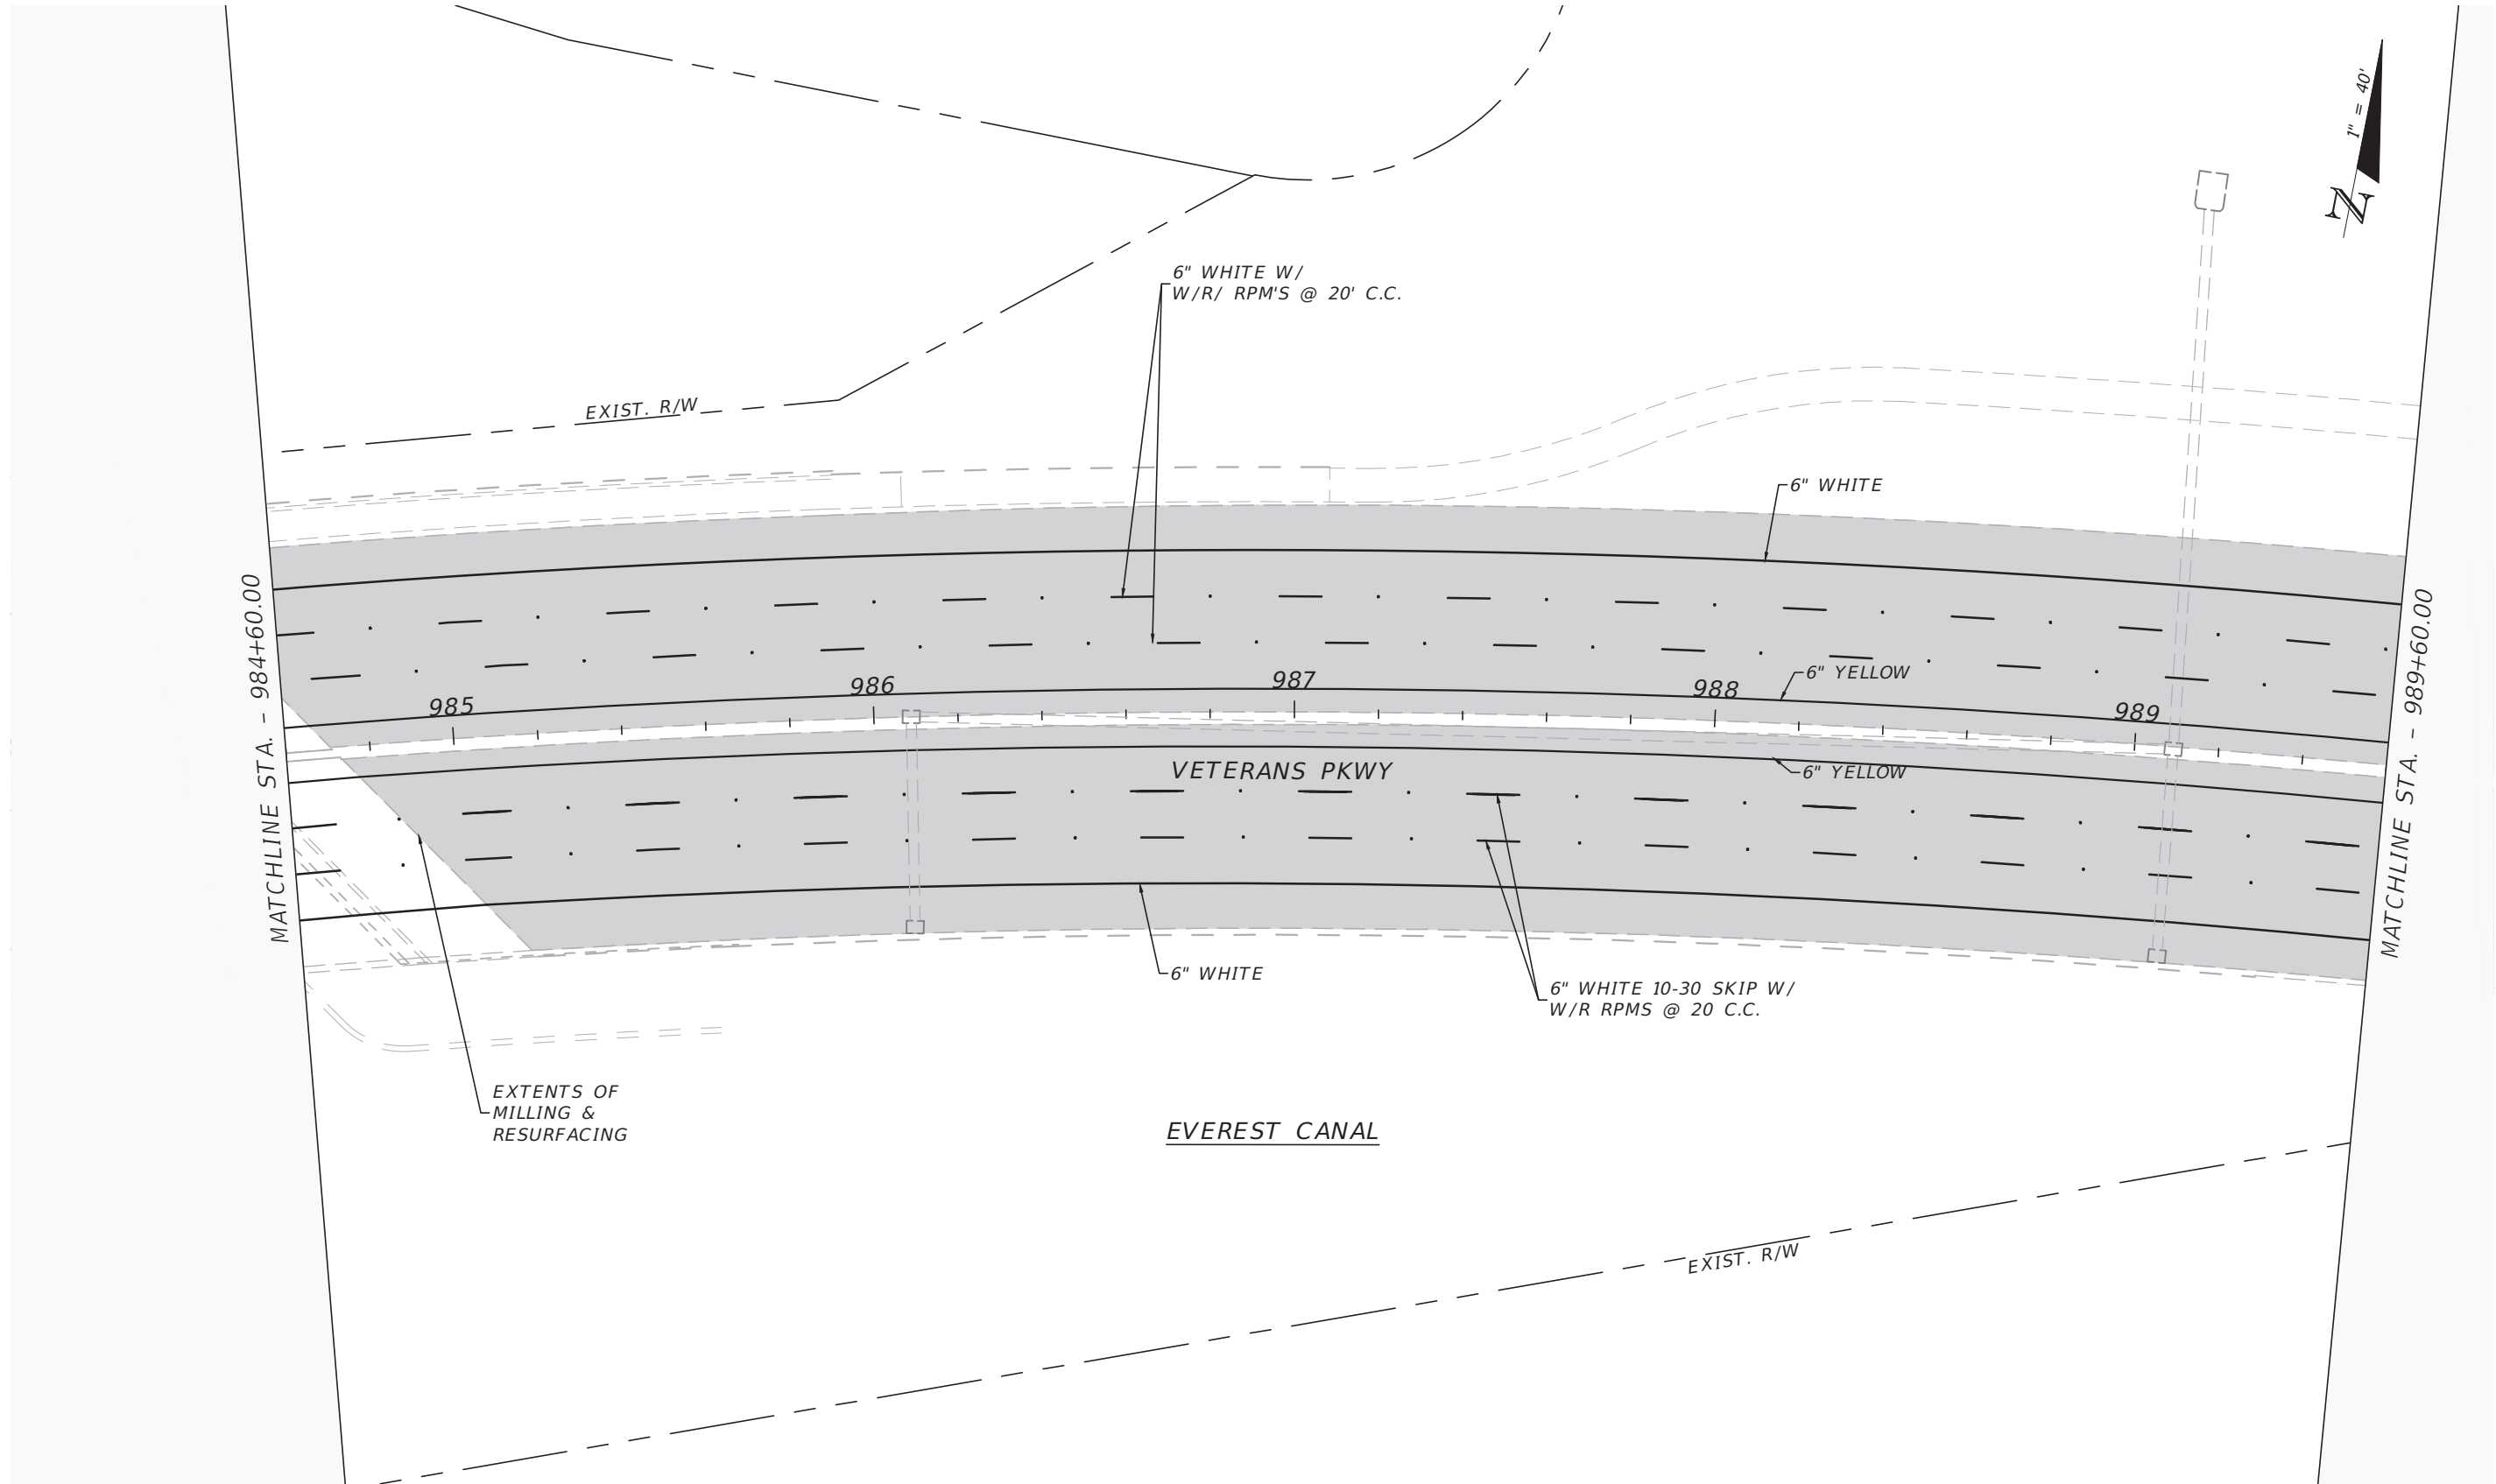 1" = 40'
N
6" WHITE W/
W/R/ RPM'S @ 20' C.C.
EXIST. R/W
6" WHITE
MATCHLINE STA. - 984+60.00
MATCHLINE STA. - 989+60.00
6" YELLOW
985
986
987
988
989
VETERANS PKWY
6" YELLOW
6" WHITE
6" WHITE 10-30 SKIP W/
W/R RPMS @ 20 C.C.
EXTENTS OF
MILLING &
RESURFACING
EVEREST CANAL
EXIST. R/W